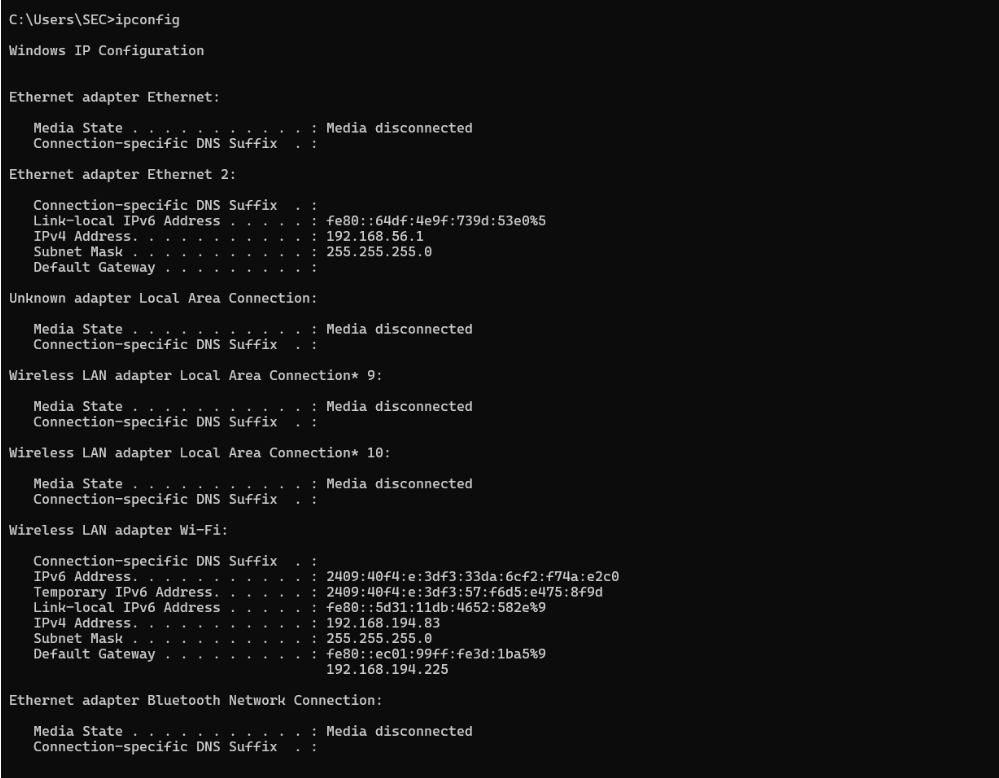 C:\Users\SEC>ipconfig
Windows IP Configuration
Ethernet adapter Ethernet:
   Media State . . . . . . . . . . . : Media disconnected
   Connection-specific DNS Suffix  . :
Ethernet adapter Ethernet 2:
   Connection-specific DNS Suffix  . :
   Link-local IPv6 Address . . . . . : fe80::64df:4e9f:739d:53e0%5
   IPv4 Address. . . . . . . . . . . : 192.168.56.1
   Subnet Mask . . . . . . . . . . . : 255.255.255.0
   Default Gateway . . . . . . . . . :
Unknown adapter Local Area Connection:
   Media State . . . . . . . . . . . : Media disconnected
   Connection-specific DNS Suffix  . :
Wireless LAN adapter Local Area Connection* 9:
   Media State . . . . . . . . . . . : Media disconnected
   Connection-specific DNS Suffix  . :
Wireless LAN adapter Local Area Connection* 10:
   Media State . . . . . . . . . . . : Media disconnected
   Connection-specific DNS Suffix  . :
Wireless LAN adapter Wi-Fi:
   Connection-specific DNS Suffix  . :
   IPv6 Address. . . . . . . . . . . : 2409:40f4:e:3df3:33da:6cf2:f74a:e2c0
   Temporary IPv6 Address. . . . . . : 2409:40f4:e:3df3:57:f6d5:e475:8f9d
   Link-local IPv6 Address . . . . . : fe80::5d31:11db:4652:582e%9
   IPv4 Address. . . . . . . . . . . : 192.168.194.83
   Subnet Mask . . . . . . . . . . . : 255.255.255.0
   Default Gateway . . . . . . . . . : fe80::ec01:99ff:fe3d:1ba5%9
                                       192.168.194.225
Ethernet adapter Bluetooth Network Connection:
   Media State . . . . . . . . . . . : Media disconnected
   Connection-specific DNS Suffix  . :